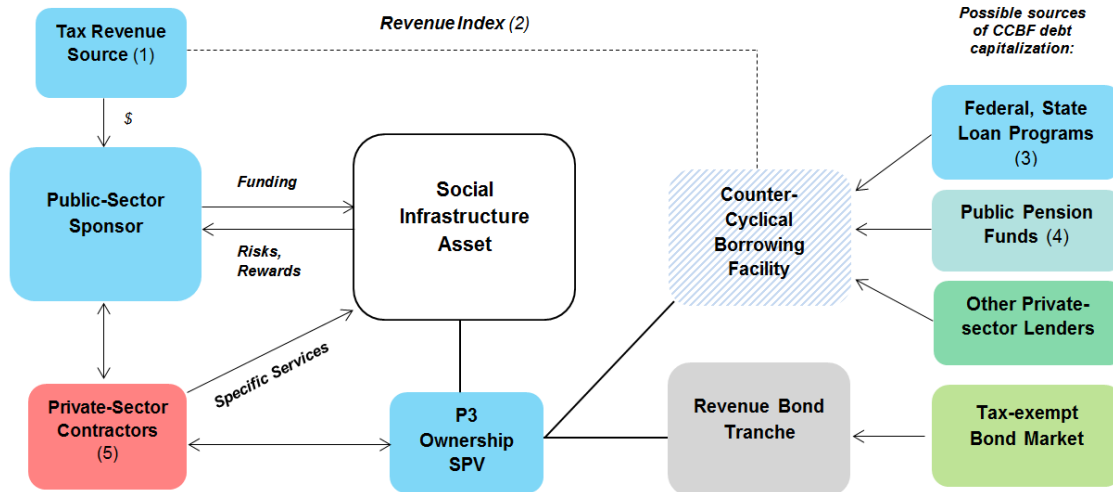 Tax Revenue
Source (1)
Revenue Index (2)
Possible sources
of CCBF debt
capitalization:
$
Federal, State
Loan Programs
(3)
Public-Sector
Sponsor
Funding
Risks,
Rewards
Social
Infrastructure
Asset
Counter-
Cyclical
Borrowing
Facility
Public Pension
Funds (4)
Other Private-
sector Lenders
Specific Services
Private-Sector
Contractors
(5)
P3
Ownership
SPV
Revenue Bond
Tranche
Tax-exempt
Bond Market